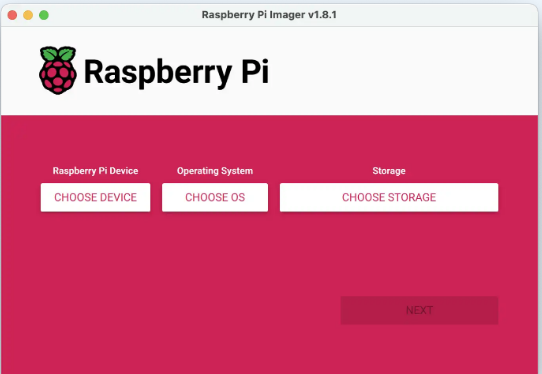 Raspberry Pi Imager v1.8.1
Raspberry Pi
Raspberry Pi Device
Operating System
Storage
CHOOSE DEVICE
CHOOSE OS
CHOOSE STORAGE
NEXT